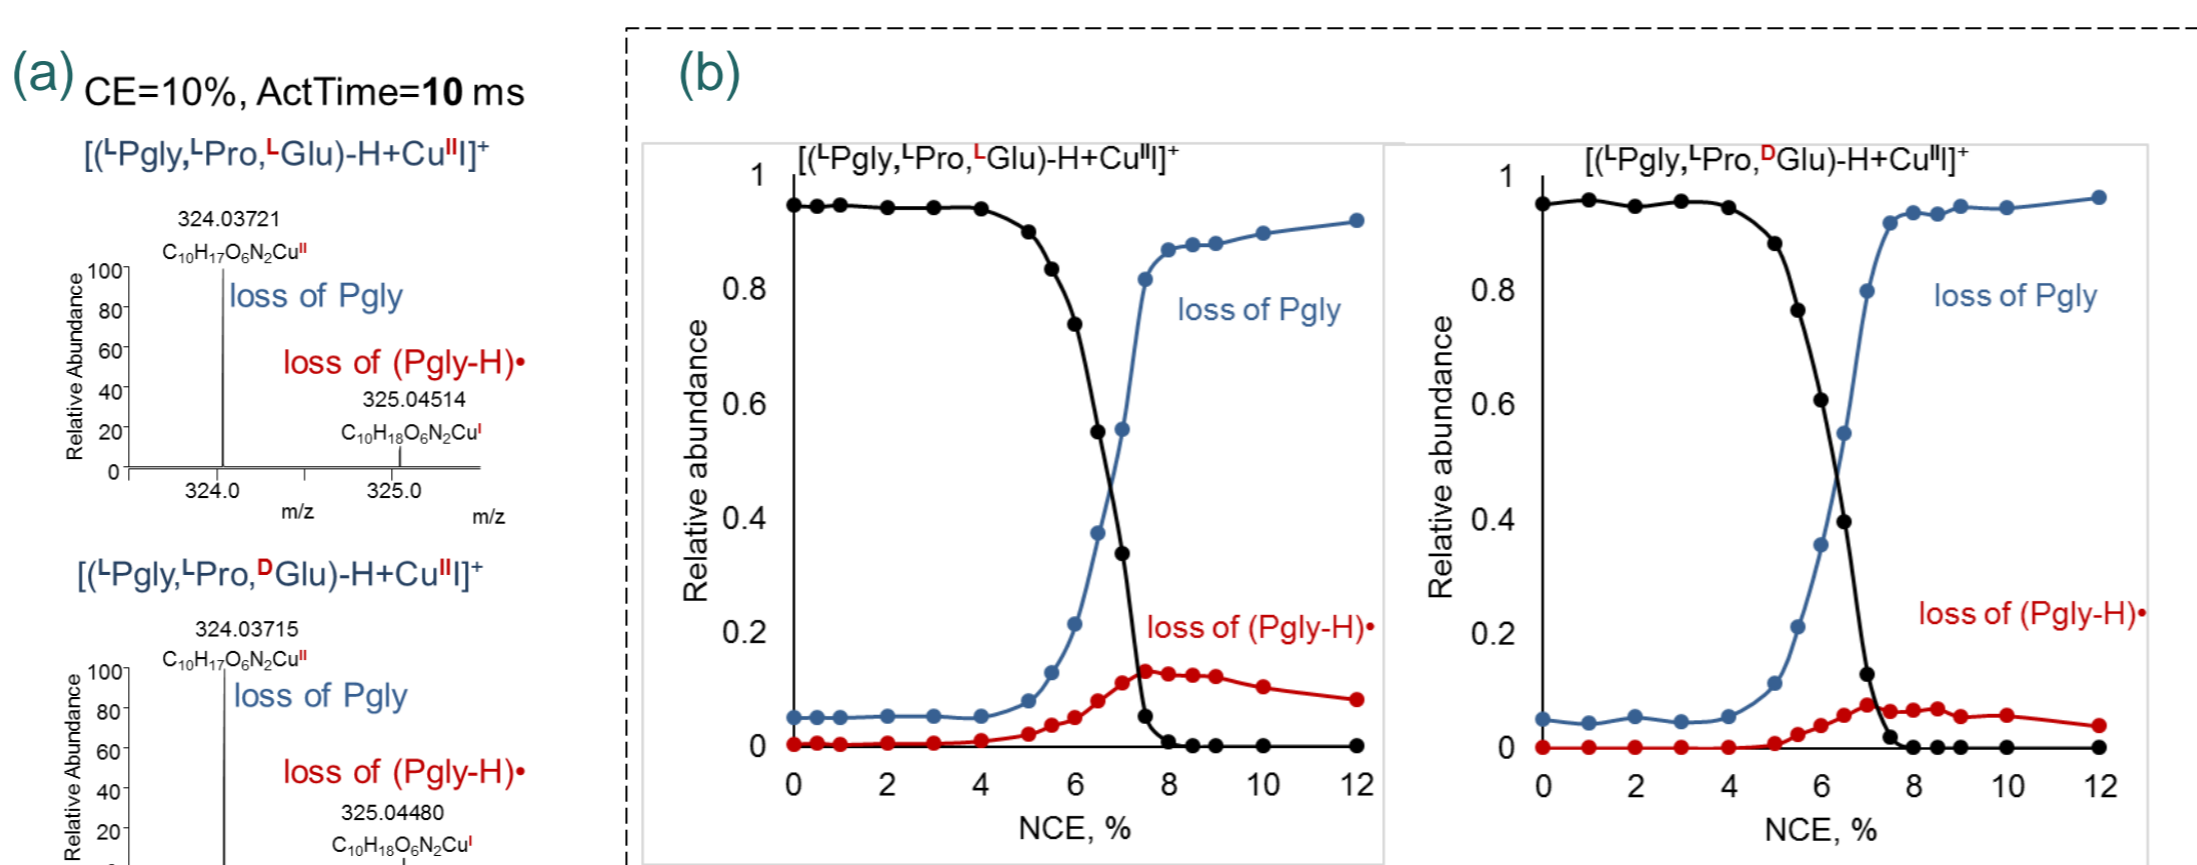 (a)
CE=10%, ActTime=10 ms
[(ᴸPgly,ᴸPro,ᴸGlu)-H+Cuᴵᴵl]⁺
324.03721
C₁₀H₁₇O₆N₂Cuᴵᴵ
loss of Pgly
loss of (Pgly-H)•
325.04514
C₁₀H₁₈O₆N₂Cuᴵ
Relative Abundance
100
80
60
40
20
0
324.0
325.0
m/z
m/z
[(ᴸPgly,ᴸPro,ᴰGlu)-H+Cuᴵᴵl]⁺
324.03715
C₁₀H₁₇O₆N₂Cuᴵᴵ
loss of Pgly
loss of (Pgly-H)•
325.04480
C₁₀H₁₈O₆N₂Cuᴵ
Relative Abundance
100
80
60
40
20
(b)
[(ᴸPgly,ᴸPro,ᴸGlu)-H+Cuᴵᴵl]⁺
Relative abundance
1
0.8
0.6
0.4
0.2
0
loss of Pgly
loss of (Pgly-H)•
0 2 4 6 8 10 12
NCE, %
[(ᴸPgly,ᴸPro,ᴰGlu)-H+Cuᴵᴵl]⁺
Relative abundance
1
0.8
0.6
0.4
0.2
0
loss of Pgly
loss of (Pgly-H)•
0 2 4 6 8 10 12
NCE, %